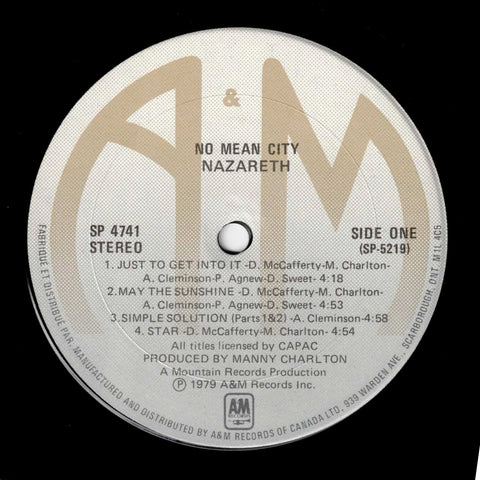 A&M
NO MEAN CITY
NAZARETH
SP 4741
STEREO
SIDE ONE
(SP-5219)
1. JUST TO GET INTO IT -D. McCafferty-M. Charlton-
A. Cleminson-P. Agnew-D. Sweet- 4:18
2. MAY THE SUNSHINE -D. McCafferty-M. Charlton-
A. Cleminson-P. Agnew-D. Sweet- 4:53
3. SIMPLE SOLUTION (Parts 1&2) -A. Cleminson-4:58
4. STAR -D. McCafferty-M. Charlton- 4:54
All titles licensed by CAPAC
PRODUCED BY MANNY CHARLTON
A Mountain Records Production
℗ 1979 A&M Records Inc.
A&M
RECORDS
FABRIQUÉ ET DISTRIBUÉ PAR. MANUFACTURED AND DISTRIBUTED BY A&M RECORDS OF CANADA LTD. 939 WARDEN AVE., SCARBOROUGH, ONT. M1L 4C5